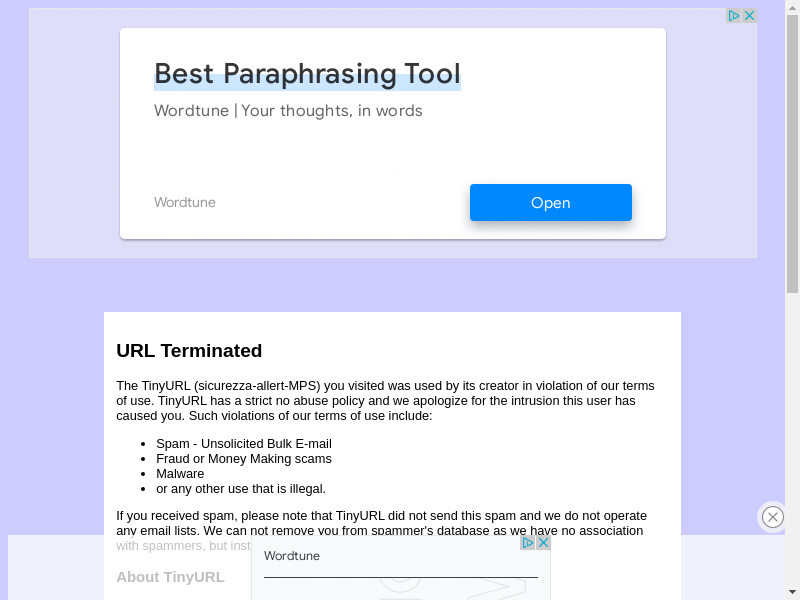 Best Paraphrasing Tool
Wordtune | Your thoughts, in words
Wordtune
Open
URL Terminated
The TinyURL (sicurezza-allert-MPS) you visited was used by its creator in violation of our terms
of use. TinyURL has a strict no abuse policy and we apologize for the intrusion this user has
caused you. Such violations of our terms of use include:
Spam - Unsolicited Bulk E-mail
Fraud or Money Making scams
Malware
or any other use that is illegal.
If you received spam, please note that TinyURL did not send this spam and we do not operate
any email lists. We can not remove you from spammer's database as we have no association
with spammers, but inst
Wordtune
About TinyURL